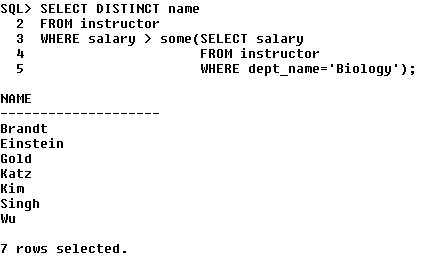 SQL> SELECT DISTINCT name
  2  FROM instructor
  3  WHERE salary > some(SELECT salary
  4                      FROM instructor
  5                      WHERE dept_name='Biology');
NAME
--------------------
Brandt
Einstein
Gold
Katz
Kim
Singh
Wu
7 rows selected.